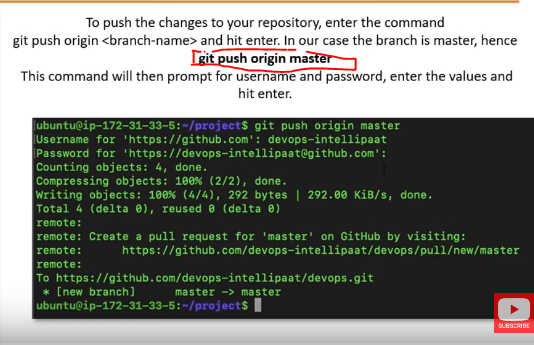 To push the changes to your repository, enter the command
git push origin <branch-name> and hit enter. In our case the branch is master, hence
git push origin master
This command will then prompt for username and password, enter the values and
hit enter.
ubuntu@ip-172-31-33-5:~/project$ git push origin master
Username for 'https://github.com': devops-intellipaat
Password for 'https://devops-intellipaat@github.com':
Counting objects: 4, done.
Compressing objects: 100% (2/2), done.
Writing objects: 100% (4/4), 292 bytes | 292.00 KiB/s, done.
Total 4 (delta 0), reused 0 (delta 0)
remote:
remote: Create a pull request for 'master' on GitHub by visiting:
remote:      https://github.com/devops-intellipaat/devops/pull/new/master
remote:
To https://github.com/devops-intellipaat/devops.git
 * [new branch]      master -> master
ubuntu@ip-172-31-33-5:~/project$
SUBSCRIBE